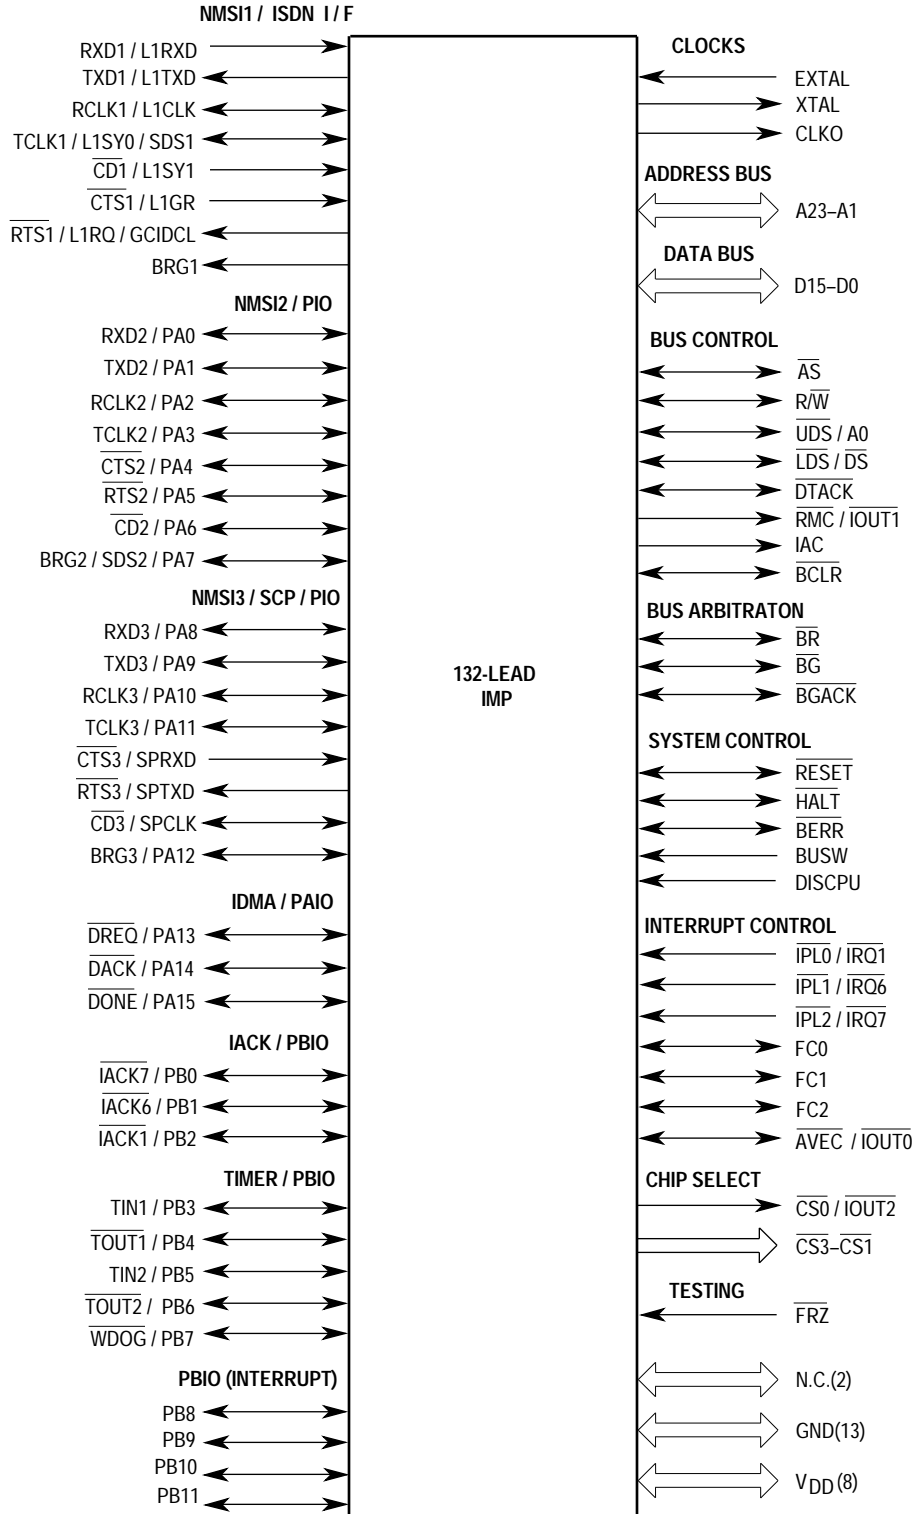 NMSI1 / ISDN I / F
RXD1 / L1RXD
TXD1 / L1TXD
RCLK1 / L1CLK
TCLK1 / L1SY0 / SDS1
CD1 / L1SY1
CTS1 / L1GR
RTS1 / L1RQ / GCIDCL
BRG1
NMSI2 / PIO
RXD2 / PA0
TXD2 / PA1
RCLK2 / PA2
TCLK2 / PA3
CTS2 / PA4
RTS2 / PA5
CD2 / PA6
BRG2 / SDS2 / PA7
NMSI3 / SCP / PIO
RXD3 / PA8
TXD3 / PA9
RCLK3 / PA10
TCLK3 / PA11
CTS3 / SPRXD
RTS3 / SPTXD
CD3 / SPCLK
BRG3 / PA12
IDMA / PAIO
DREQ / PA13
DACK / PA14
DONE / PA15
IACK / PBIO
IACK7 / PB0
IACK6 / PB1
IACK1 / PB2
TIMER / PBIO
TIN1 / PB3
TOUT1 / PB4
TIN2 / PB5
TOUT2 / PB6
WDOG / PB7
PBIO (INTERRUPT)
PB8
PB9
PB10
PB11
132-LEAD
IMP
CLOCKS
EXTAL
XTAL
CLKO
ADDRESS BUS
A23–A1
DATA BUS
D15–D0
BUS CONTROL
AS
R/W
UDS / A0
LDS / DS
DTACK
RMC / IOUT1
IAC
BCLR
BUS ARBITRATON
BR
BG
BGACK
SYSTEM CONTROL
RESET
HALT
BERR
BUSW
DISCPU
INTERRUPT CONTROL
IPL0 / IRQ1
IPL1 / IRQ6
IPL2 / IRQ7
FC0
FC1
FC2
AVEC / IOUT0
CHIP SELECT
CS0 / IOUT2
CS3–CS1
TESTING
FRZ
N.C.(2)
GND(13)
VDD (8)